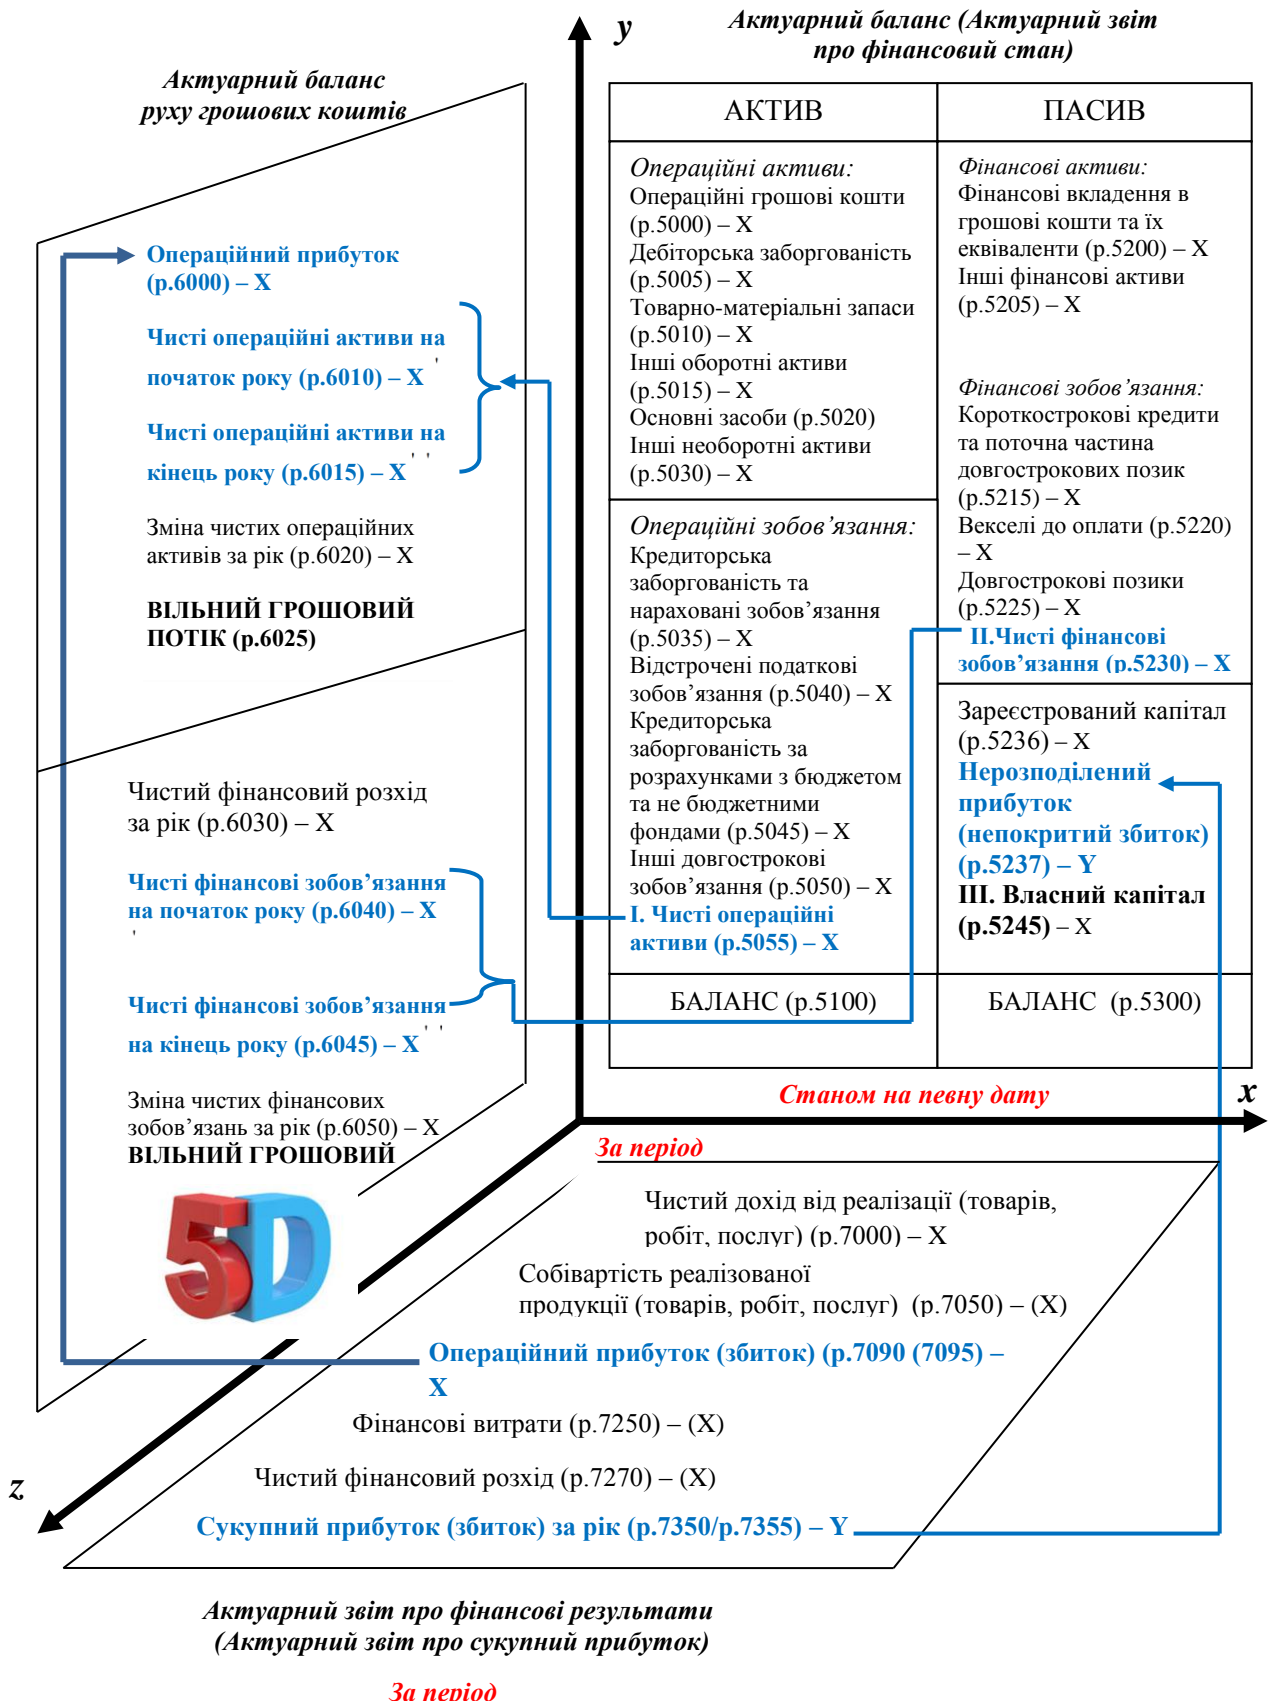 y
Актуарний баланс (Актуарний звіт
про фінансовий стан)
Актуарний баланс
руху грошових коштів
Операційний прибуток
(р.6000) – X
Чисті операційні активи на
початок року (р.6010) – X '
Чисті операційні активи на
кінець року (р.6015) – X ' '
Зміна чистих операційних
активів за рік (р.6020) – X
ВІЛЬНИЙ ГРОШОВИЙ
ПОТІК (р.6025)
Чистий фінансовий розхід
за рік (р.6030) – X
Чисті фінансові зобов’язання
на початок року (р.6040) – X
'
Чисті фінансові зобов’язання
на кінець року (р.6045) – X ' '
Зміна чистих фінансових
зобов’язань за рік (р.6050) – X
ВІЛЬНИЙ ГРОШОВИЙ
5D
АКТИВ
Операційні активи:
Операційні грошові кошти
(р.5000) – X
Дебіторська заборгованість
(р.5005) – X
Товарно-матеріальні запаси
(р.5010) – X
Інші оборотні активи
(р.5015) – X
Основні засоби (р.5020)
Інші необоротні активи
(р.5030) – X
Операційні зобов’язання:
Кредиторська
заборгованість та
нараховані зобов’язання
(р.5035) – X
Відстрочені податкові
зобов’язання (р.5040) – X
Кредиторська
заборгованість за
розрахунками з бюджетом
та не бюджетними
фондами (р.5045) – X
Інші довгострокові
зобов’язання (р.5050) – X
І. Чисті операційні
активи (р.5055) – X
БАЛАНС (р.5100)
ПАСИВ
Фінансові активи:
Фінансові вкладення в
грошові кошти та їх
еквіваленти (р.5200) – X
Інші фінансові активи
(р.5205) – X
Фінансові зобов’язання:
Короткострокові кредити
та поточна частина
довгострокових позик
(р.5215) – X
Векселі до оплати (р.5220)
– X
Довгострокові позики
(р.5225) – X
ІІ.Чисті фінансові
зобов’язання (р.5230) – X
Зареєстрований капітал
(р.5236) – X
Нерозподілений
прибуток
(непокритий збиток)
(р.5237) – Y
ІІІ. Власний капітал
(р.5245) – X
БАЛАНС (р.5300)
Станом на певну дату
x
За період
Чистий дохід від реалізації (товарів,
робіт, послуг) (р.7000) – X
Собівартість реалізованої
продукції (товарів, робіт, послуг) (р.7050) – (X)
Операційний прибуток (збиток) (р.7090 (7095) –
X
Фінансові витрати (р.7250) – (X)
Чистий фінансовий розхід (р.7270) – (X)
z
Сукупний прибуток (збиток) за рік (р.7350/р.7355) – Y
Актуарний звіт про фінансові результати
(Актуарний звіт про сукупний прибуток)
За період